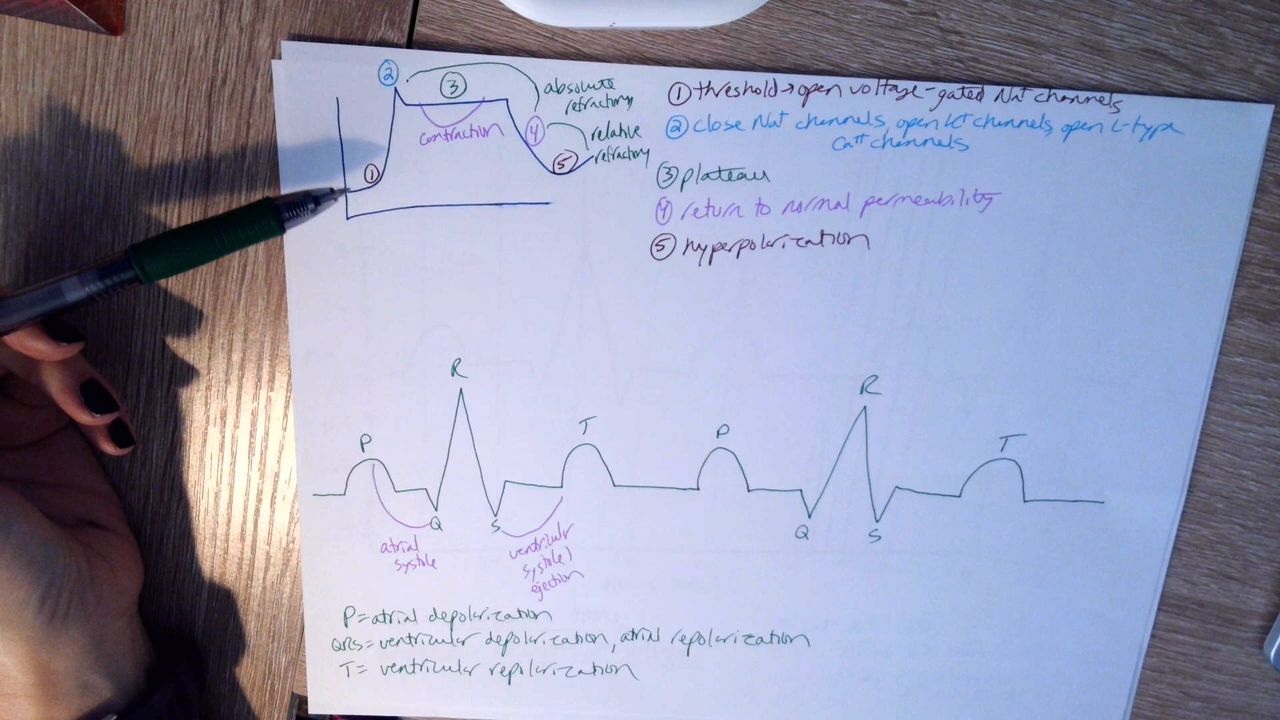 ②
③
absolute
refractory
contraction
④
relative
refractory
①
⑤
① threshold → open voltage-gated Na+ channels
② close Na+ channels, open K+ channels, open L-type
Ca++ channels
③ plateau
④ return to normal permeability
⑤ hyperpolarization
R
R
P
T
P
T
Q
S
Q
S
atrial
systole
ventricular
systole/
ejection
P = atrial depolarization
QRS = ventricular depolarization, atrial repolarization
T = ventricular repolarization